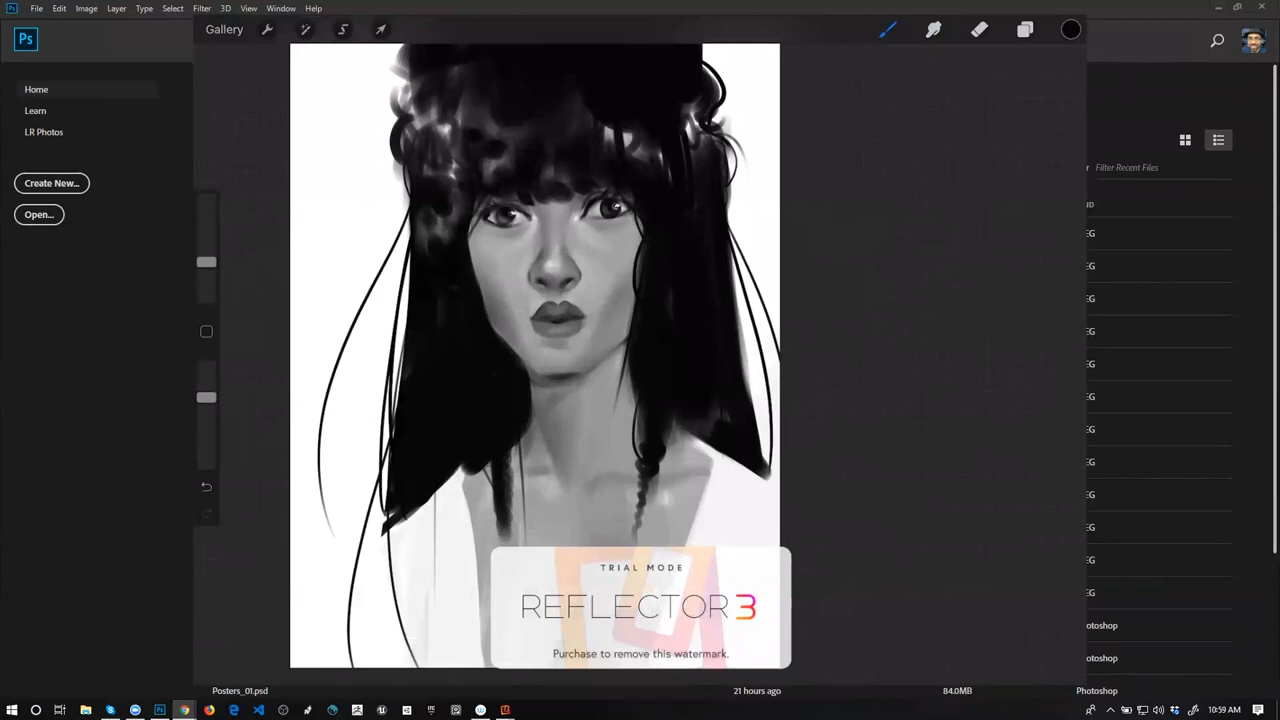 Ps
File Edit Image Layer Type Select Filter 3D View Window Help
Gallery
Ps
Home
Learn
LR Photos
Create New...
Open...
Filter Recent Files
TRIAL MODE
REFLECTOR 3
Purchase to remove this watermark.
Posters_01.psd 21 hours ago 84.0MB Photoshop
10:59 AM